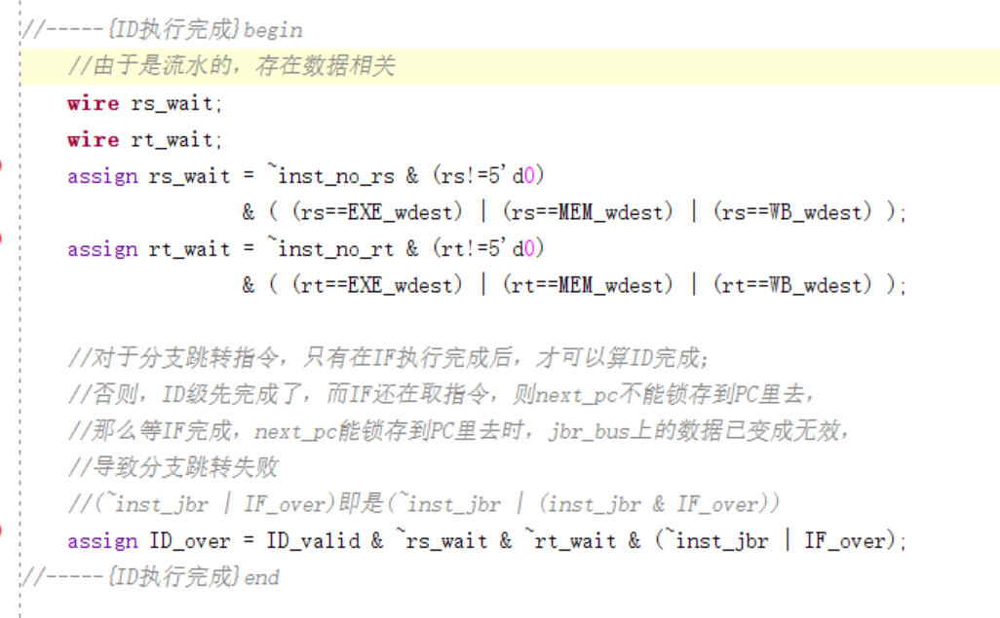 //-----{ID执行完成}begin
//由于是流水的，存在数据相关
wire rs_wait;
wire rt_wait;
assign rs_wait = ~inst_no_rs & (rs!=5'd0)
& ( (rs==EXE_wdest) | (rs==MEM_wdest) | (rs==WB_wdest) );
assign rt_wait = ~inst_no_rt & (rt!=5'd0)
& ( (rt==EXE_wdest) | (rt==MEM_wdest) | (rt==WB_wdest) );
//对于分支跳转指令，只有在IF执行完成后，才可以算ID完成；
//否则，ID级先完成了，而IF还在取指令，则next_pc不能锁存到PC里去，
//那么等IF完成，next_pc能锁存到PC里去时，jbr_bus上的数据已变成无效，
//导致分支跳转失败
//(~inst_jbr | IF_over)即是(~inst_jbr | (inst_jbr & IF_over))
assign ID_over = ID_valid & ~rs_wait & ~rt_wait & (~inst_jbr | IF_over);
//-----{ID执行完成}end